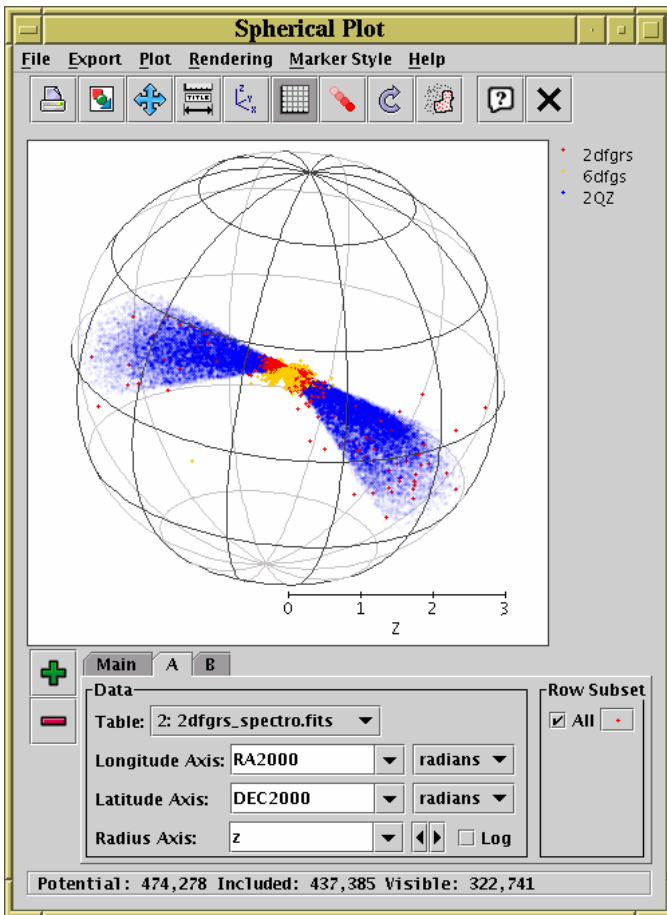 Spherical Plot
File Export Plot Rendering Marker Style Help
TITLE
Z Y X
?
2dfgrs
6dfgs
2QZ
0 1 2 3
Z
Main A B
Data
Row Subset
Table: 2: 2dfgrs_spectro.fits
All
Longitude Axis: RA2000 radians
Latitude Axis: DEC2000 radians
Radius Axis: z Log
Potential: 474,278 Included: 437,385 Visible: 322,741